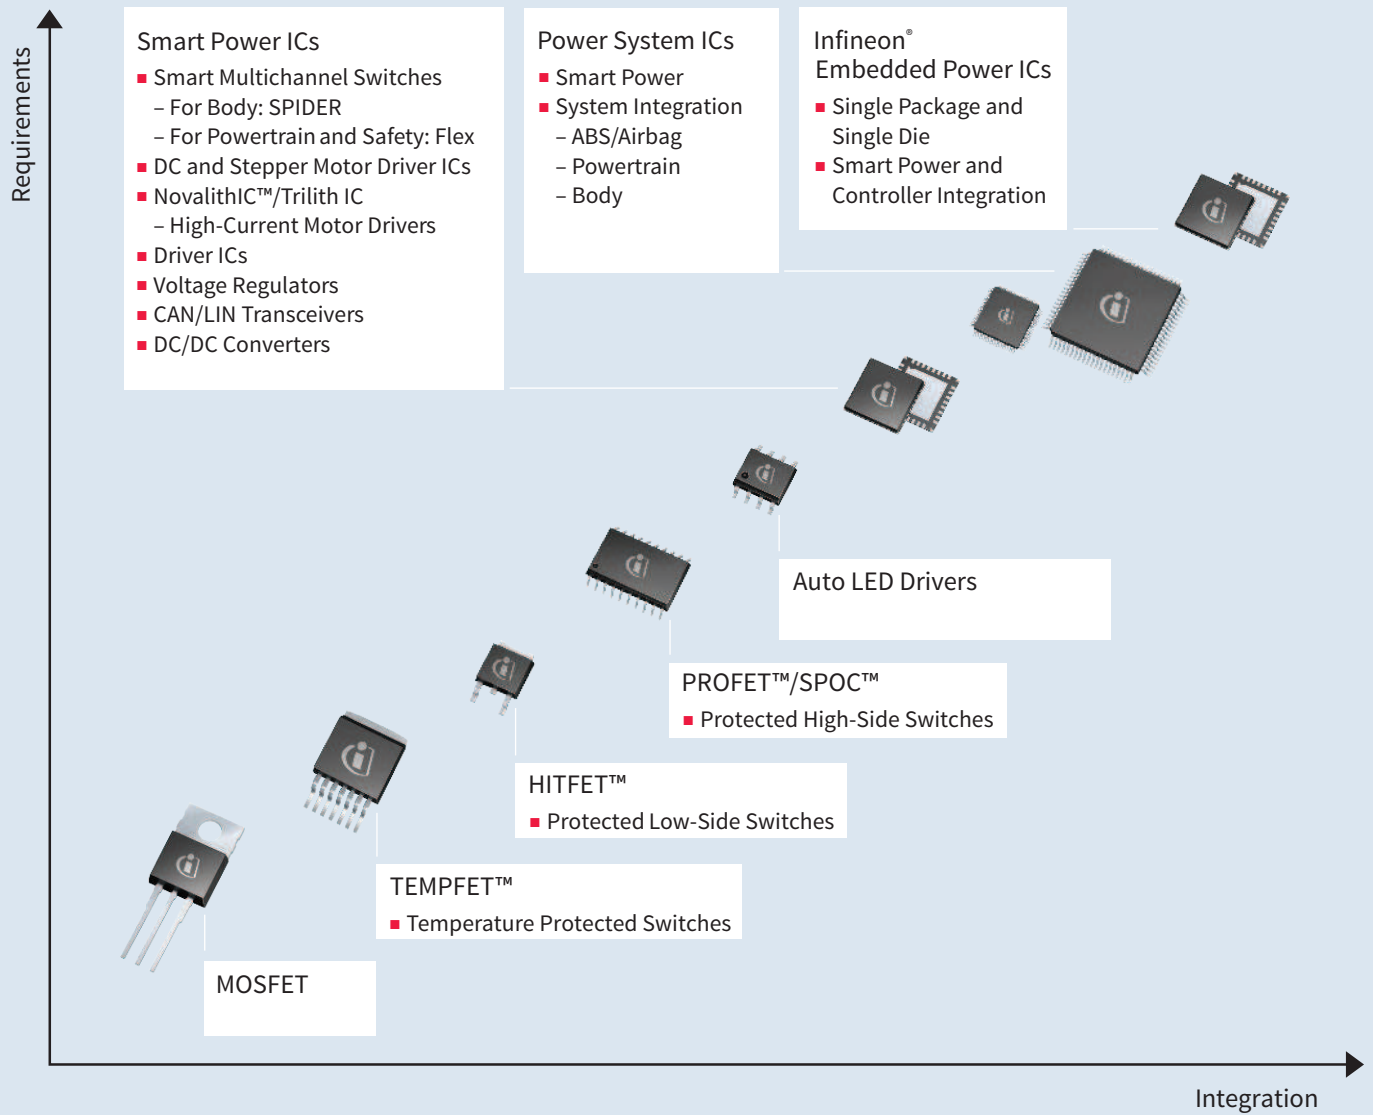 Requirements
Smart Power ICs
■ Smart Multichannel Switches
– For Body: SPIDER
– For Powertrain and Safety: Flex
■ DC and Stepper Motor Driver ICs
■ NovalithIC™/Trilith IC
– High-Current Motor Drivers
■ Driver ICs
■ Voltage Regulators
■ CAN/LIN Transceivers
■ DC/DC Converters
Power System ICs
■ Smart Power
■ System Integration
– ABS/Airbag
– Powertrain
– Body
Infineon®
Embedded Power ICs
■ Single Package and
Single Die
■ Smart Power and
Controller Integration
Auto LED Drivers
PROFET™/SPOC™
■ Protected High-Side Switches
HITFET™
■ Protected Low-Side Switches
TEMPFET™
■ Temperature Protected Switches
MOSFET
Integration